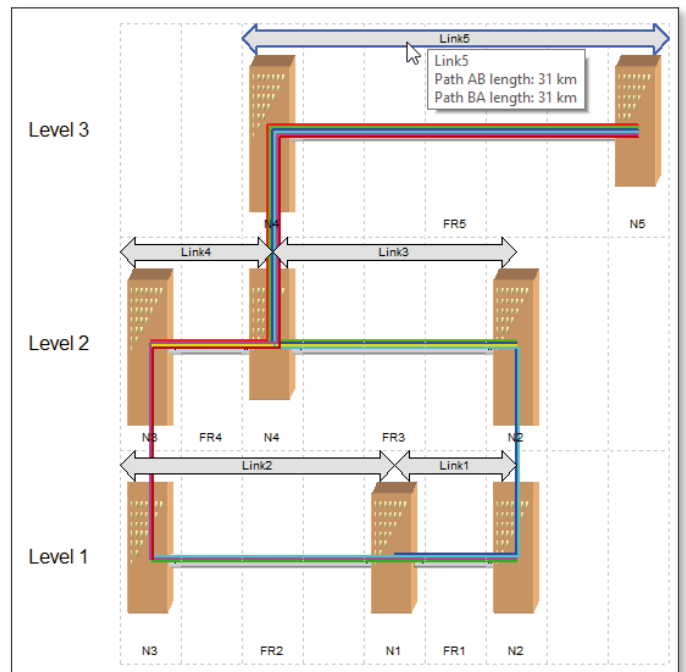 Link5
Link5
Path AB length: 31 km
Path BA length: 31 km
Level 3
N4
FR5
N5
Link4
Link3
Level 2
N3
FR4
N4
FR3
N2
Link2
Link1
Level 1
N3
FR2
N1
FR1
N2